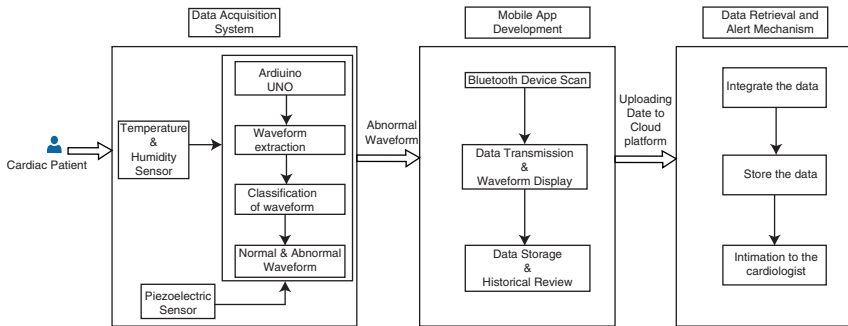 Data Acquisition
System
Mobile App
Development
Data Retrieval and
Alert Mechanism
Cardiac Patient
Temperature
&
Humidity
Sensor
Ardiuino
UNO
Waveform
extraction
Classification
of waveform
Normal & Abnormal
Waveform
Piezoelectric
Sensor
Abnormal
Waveform
Bluetooth Device Scan
Data Transmission
&
Waveform Display
Data Storage
&
Historical Review
Uploading
Date to
Cloud
platform
Integrate the data
Store the data
Intimation to the
cardiologist